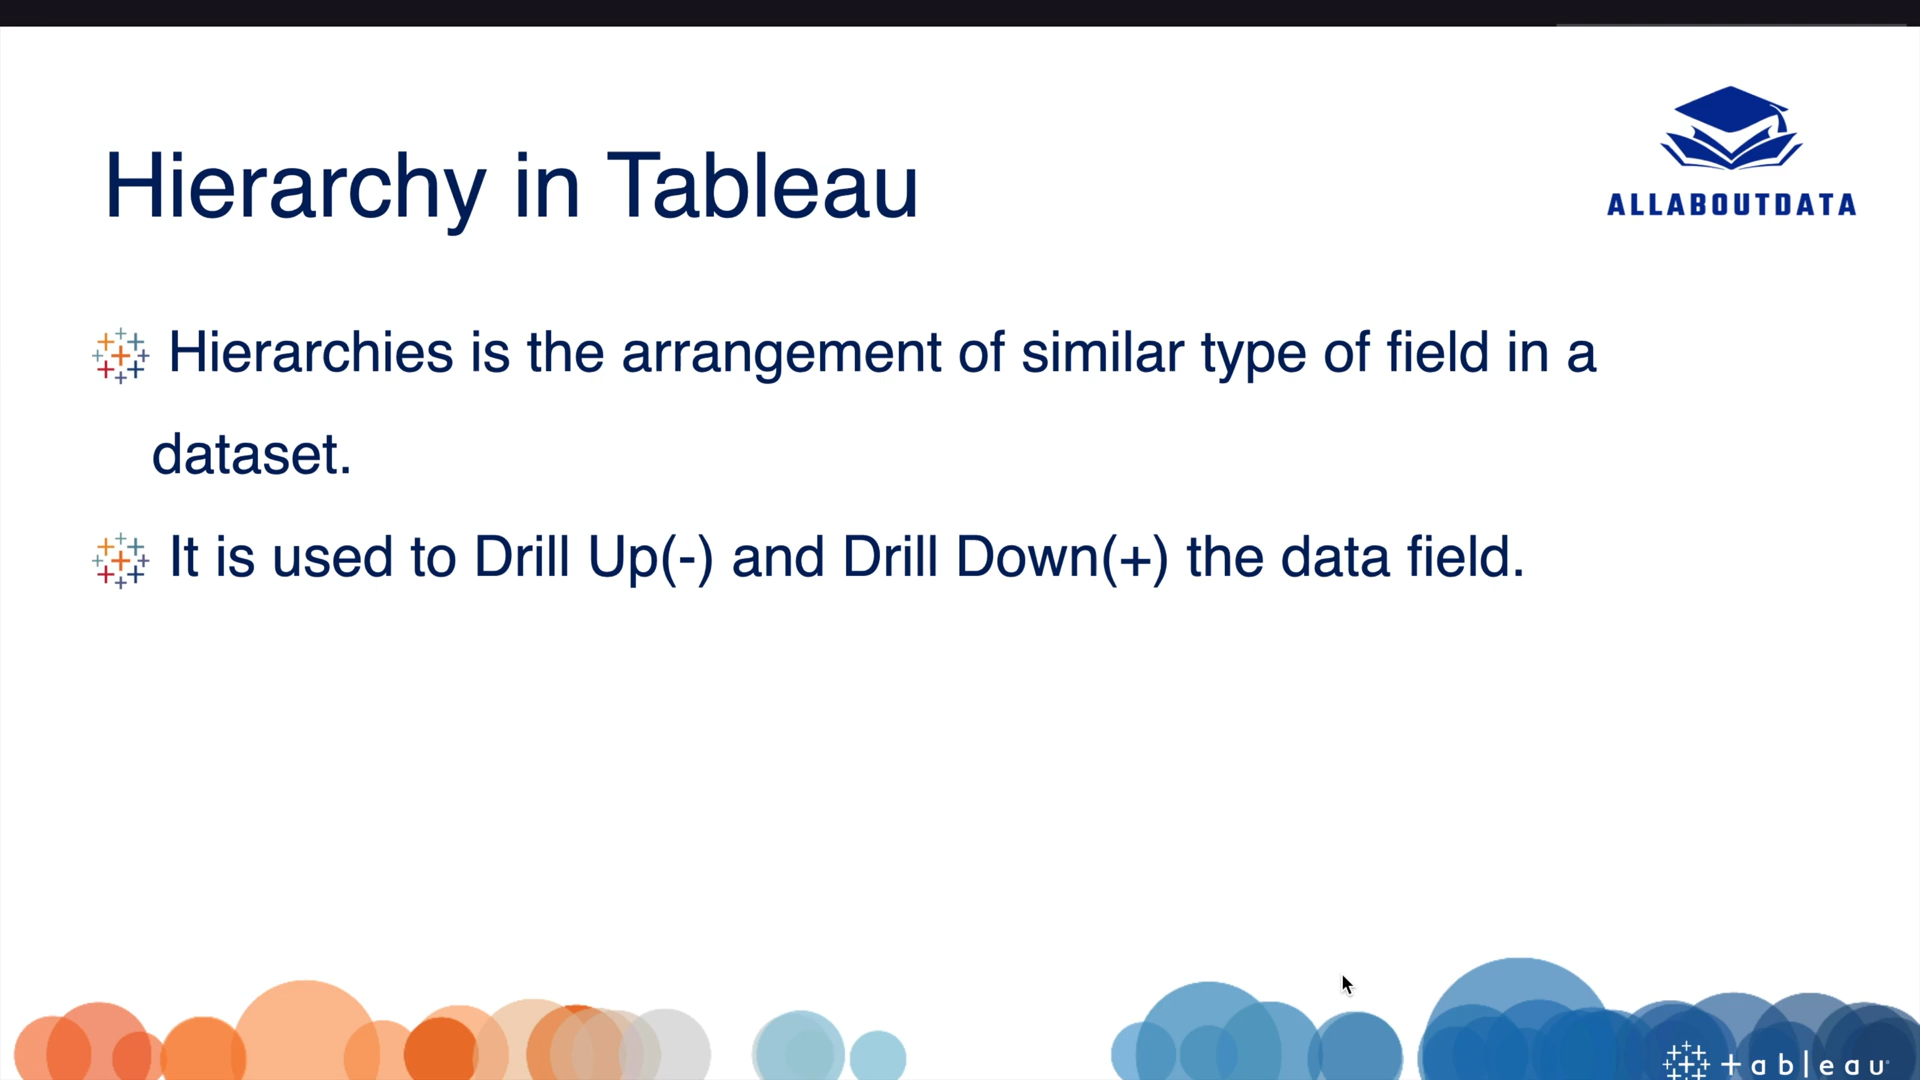 ALLABOUTDATA
Hierarchy in Tableau
Hierarchies is the arrangement of similar type of field in a
dataset.
It is used to Drill Up(-) and Drill Down(+) the data field.
+ableau